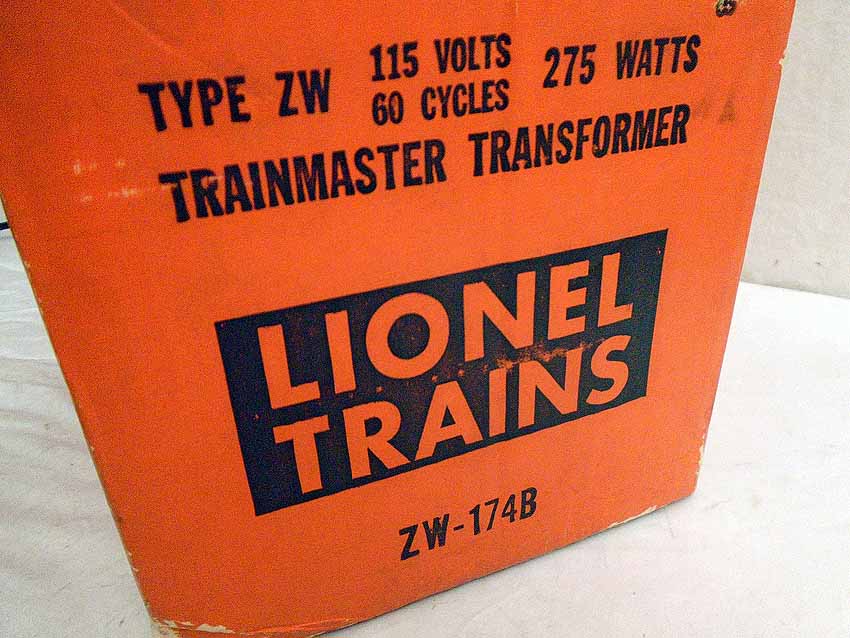 TYPE ZW 115 VOLTS 275 WATTS
60 CYCLES
TRAINMASTER TRANSFORMER
LIONEL
TRAINS
ZW-174B